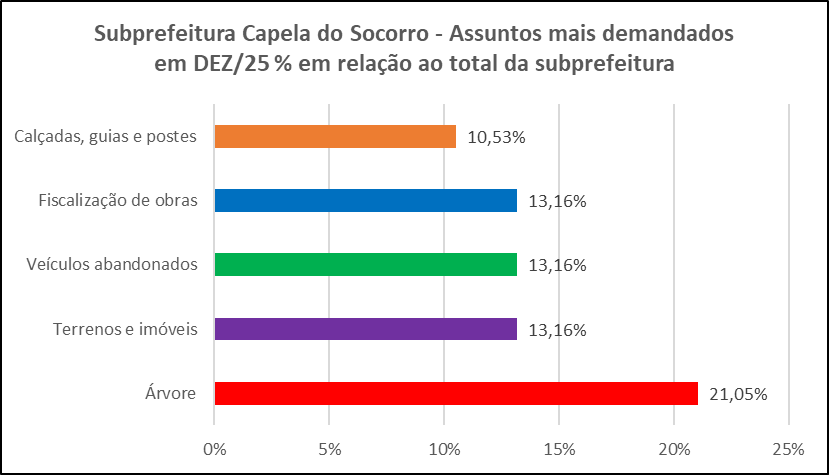 Subprefeitura Capela do Socorro - Assuntos mais demandados
em DEZ/25 % em relação ao total da subprefeitura
Calçadas, guias e postes
10,53%
Fiscalização de obras
13,16%
Veículos abandonados
13,16%
Terrenos e imóveis
13,16%
Árvore
21,05%
0%
5%
10%
15%
20%
25%